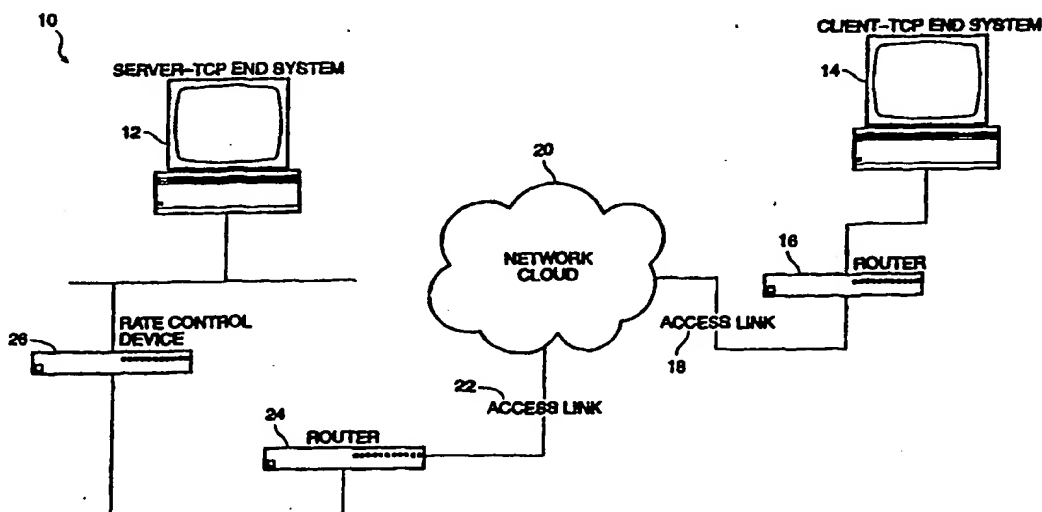 10
SERVER-TCP END SYSTEM
12
CLIENT-TCP END SYSTEM
14
20
NETWORK
CLOUD
16
ROUTER
ACCESS LINK
18
RATE CONTROL
DEVICE
26
22
ACCESS LINK
24
ROUTER